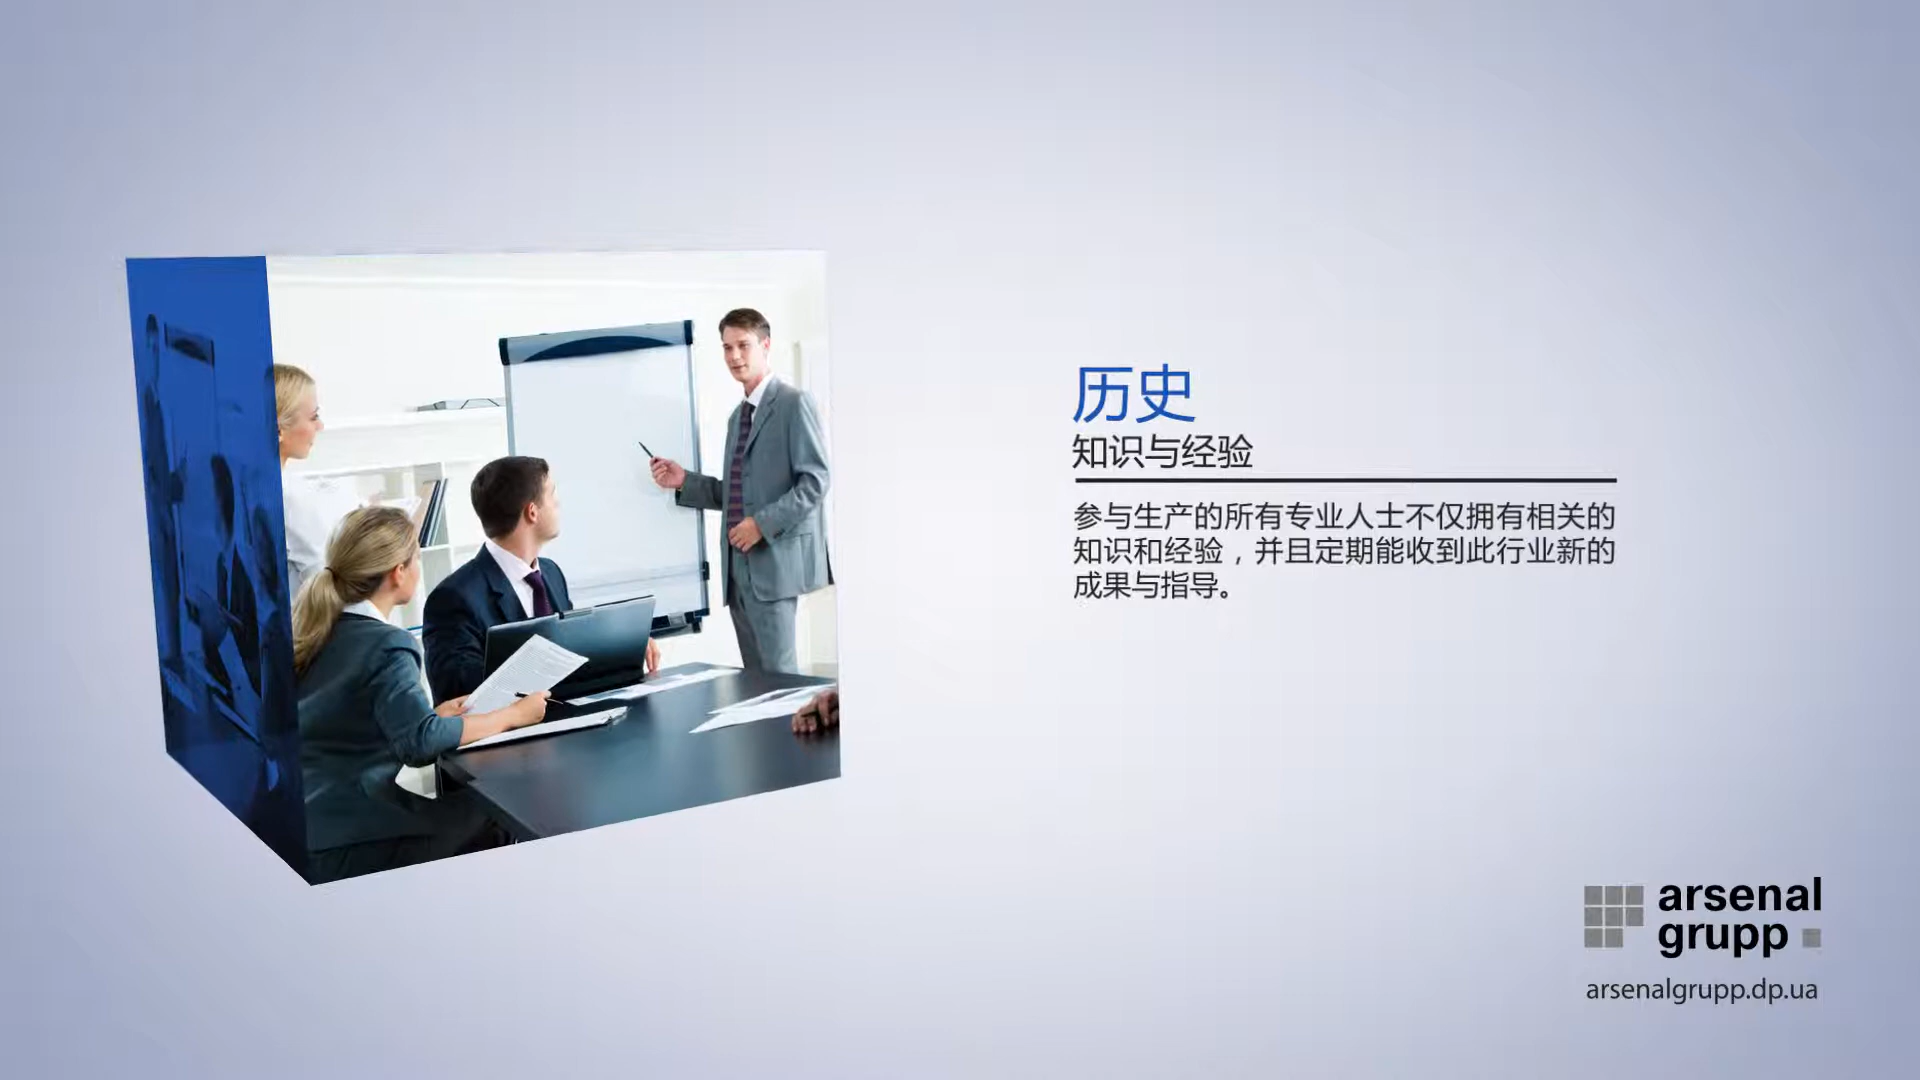 历史
知识与经验
参与生产的所有专业人士不仅拥有相关的
知识和经验，并且定期能收到此行业新的
成果与指导。
arsenal
grupp
arsenalgrupp.dp.ua